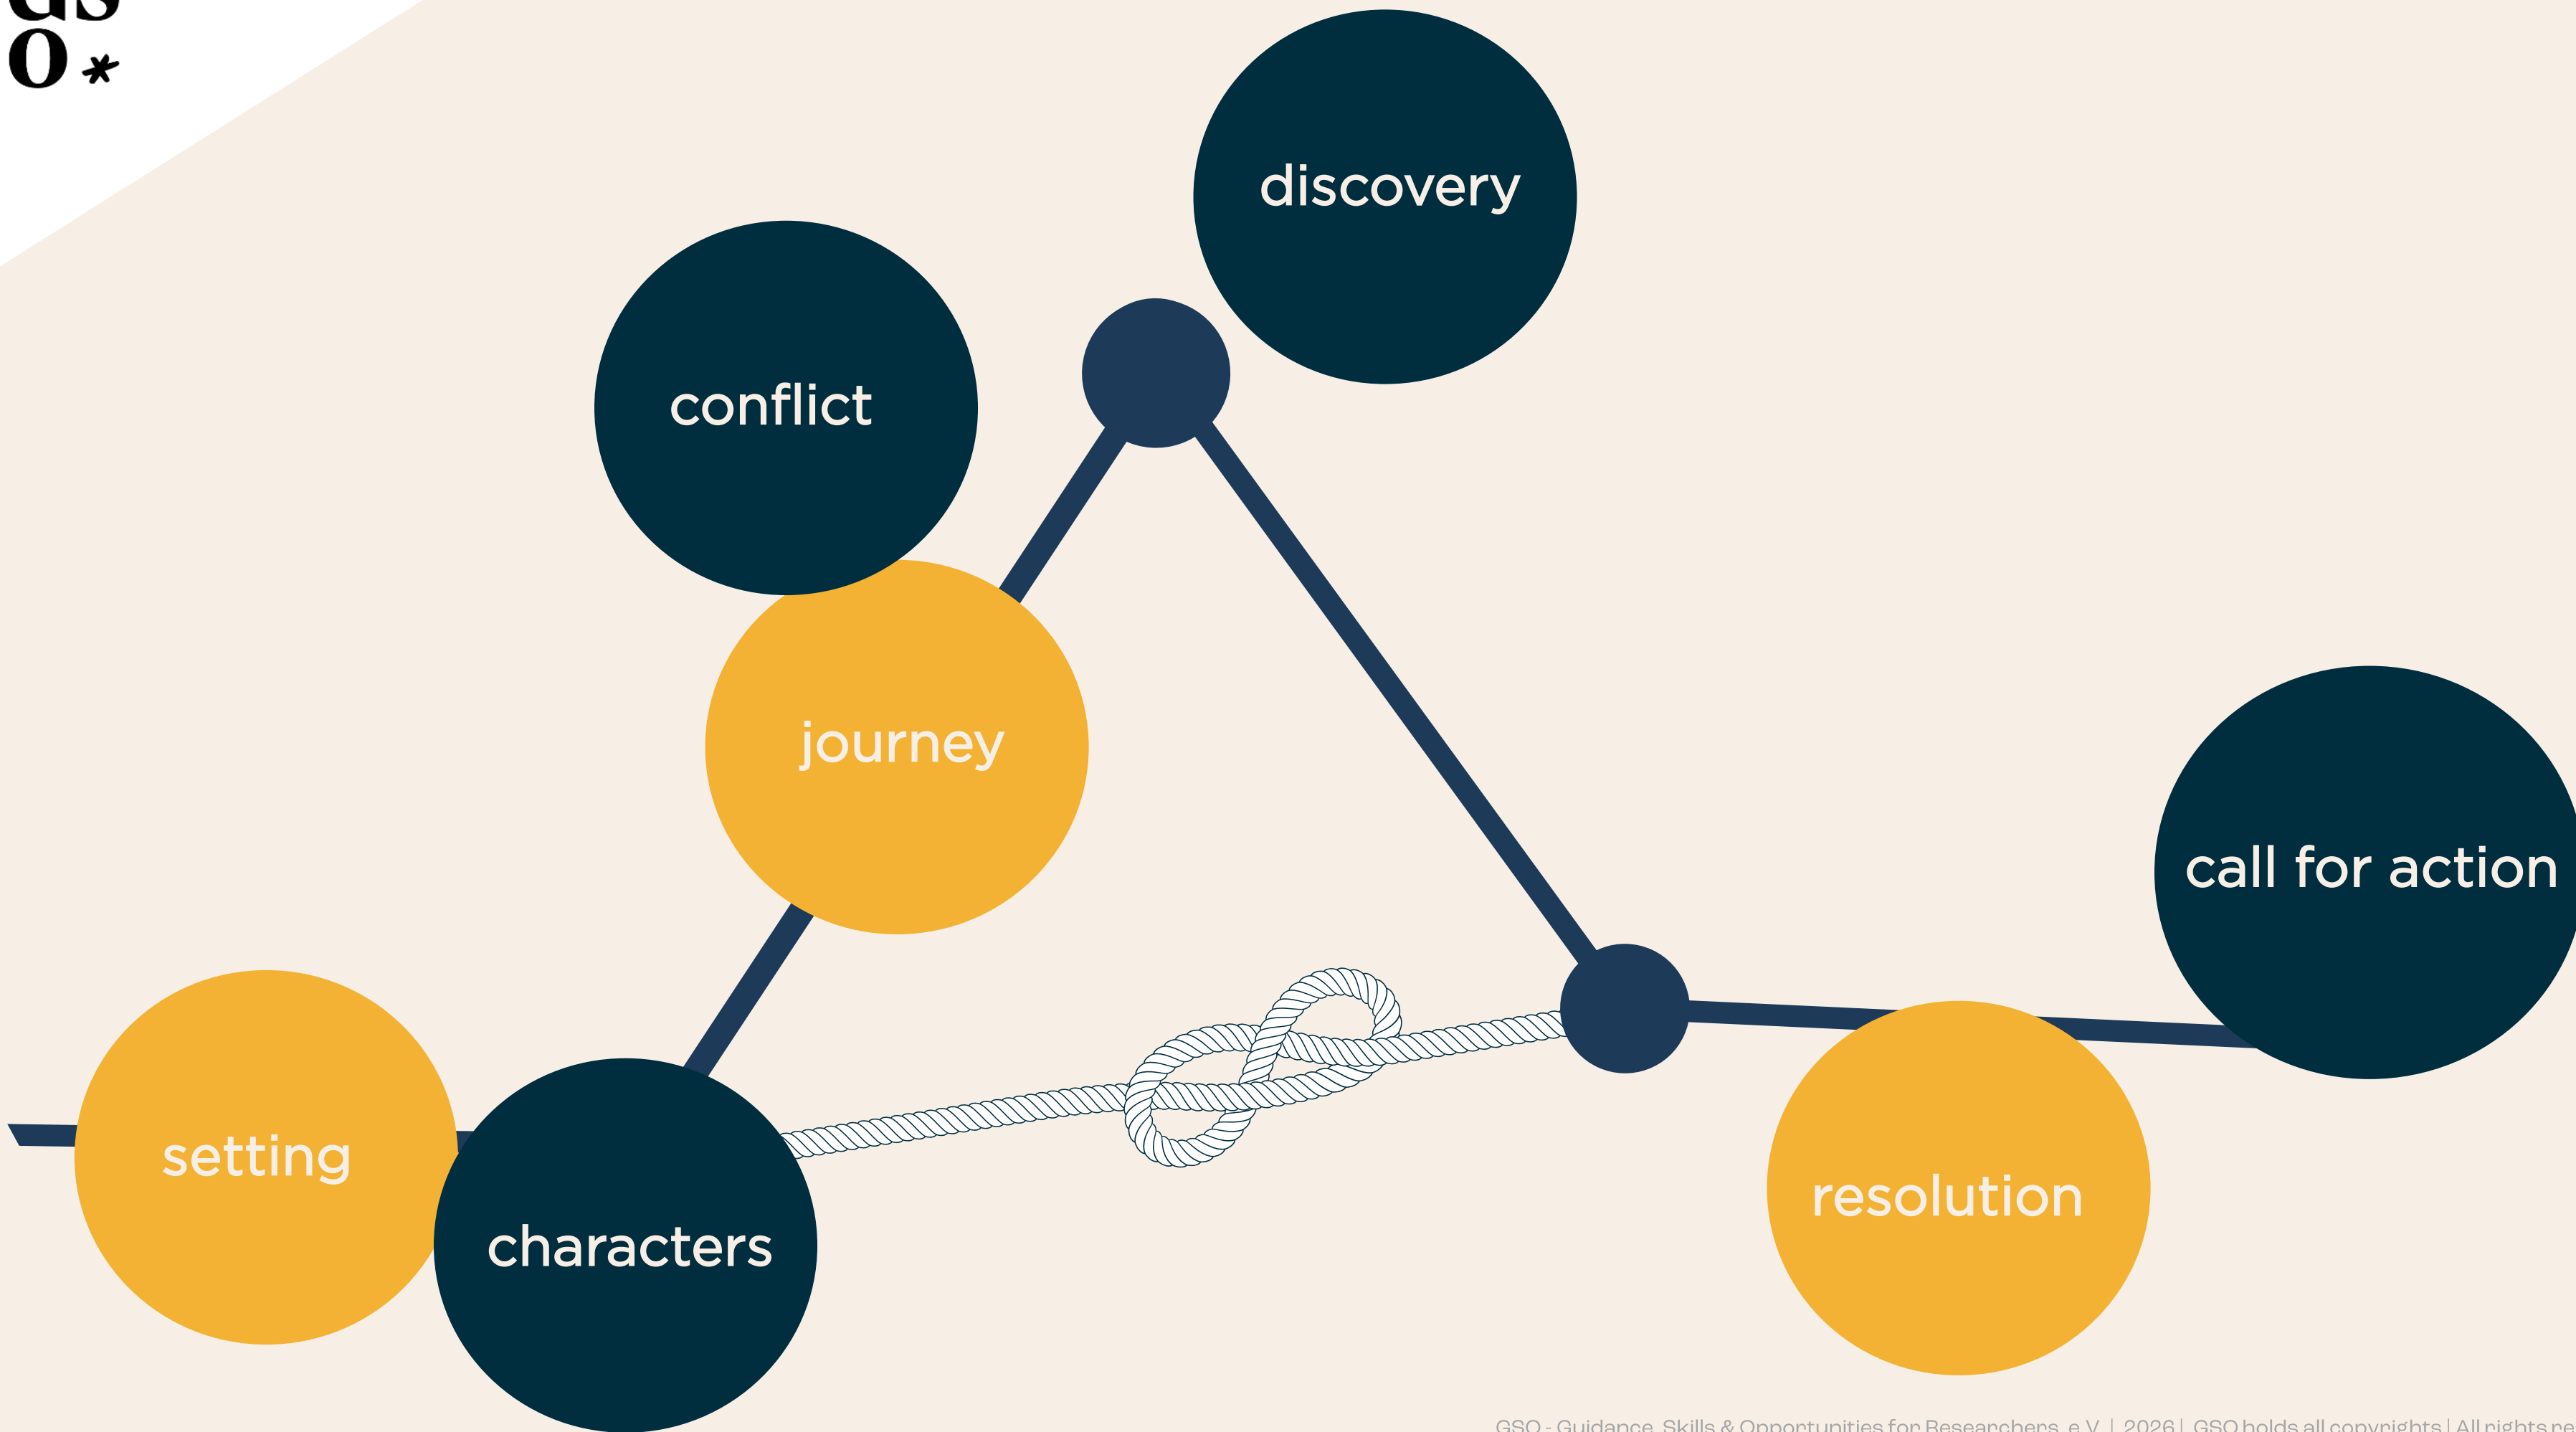 o*
discovery
conflict
journey
call for action
setting
characters
resolution
GSO - Guidance, Skills & Opportunities for Researchers, e.V. | 2026 | GSO holds all copyrights | All rights